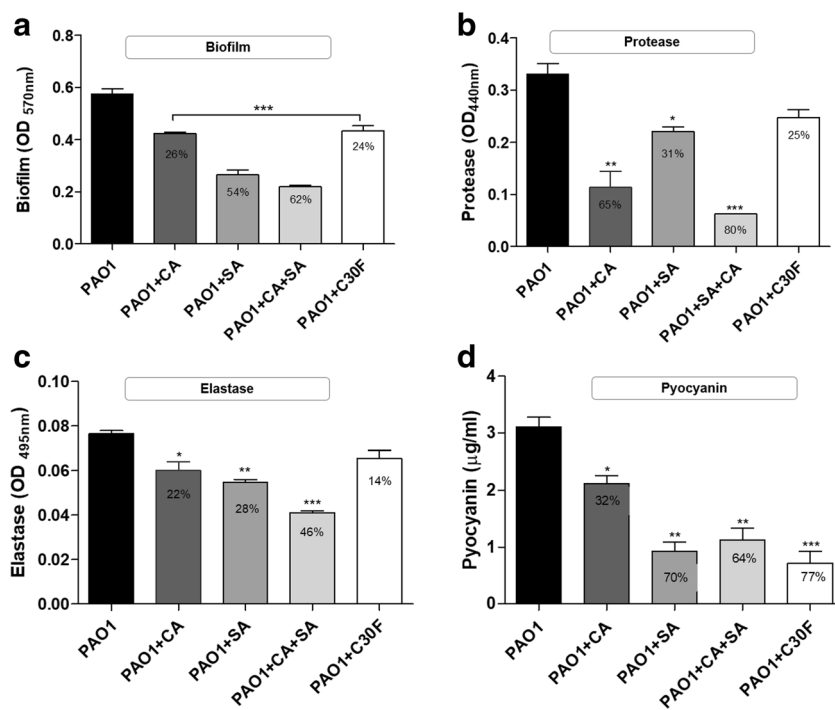 a
Biofilm
Biofilm (OD 570nm)
0.8
0.6
0.4
0.2
0.0
***
26%
54%
62%
24%
PAO1
PAO1+CA
PAO1+SA
PAO1+CA+SA
PAO1+C30F
b
Protease
Protease (OD440nm)
0.4
0.3
0.2
0.1
0.0
**
*
***
65%
31%
80%
25%
PAO1
PAO1+CA
PAO1+SA
PAO1+SA+CA
PAO1+C30F
c
Elastase
Elastase (OD 495nm)
0.10
0.08
0.06
0.04
0.02
0.00
*
**
***
22%
28%
46%
14%
PAO1
PAO1+CA
PAO1+SA
PAO1+CA+SA
PAO1+C30F
d
Pyocyanin
Pyocyanin (μg/ml)
4
3
2
1
0
*
**
**
***
32%
70%
64%
77%
PAO1
PAO1+CA
PAO1+SA
PAO1+CA+SA
PAO1+C30F